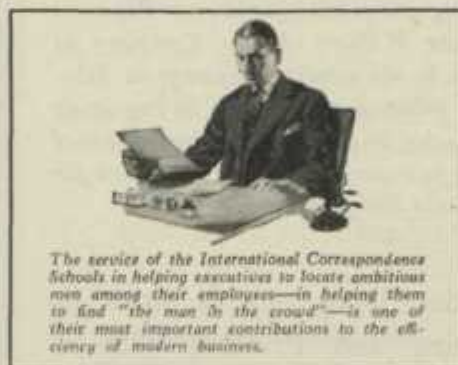 The service of the International Correspondence
Schools in helping executives to locate ambitious
men among their employees—in helping them
to find "the man in the crowd"—is one of
their most important contributions to the effi-
ciency of modern business.